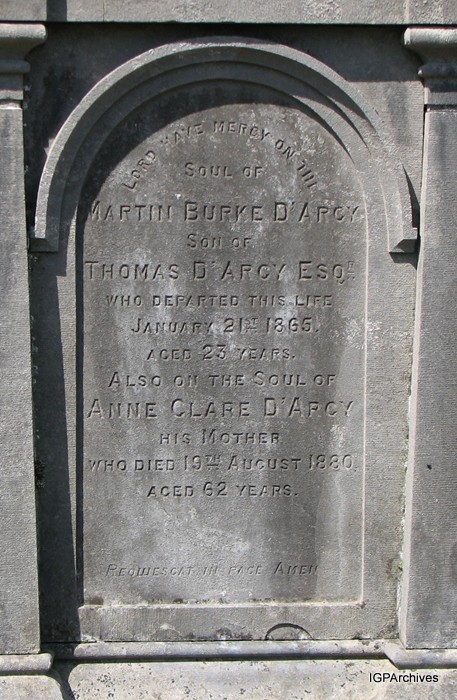 LORD HAVE MERCY ON THE
SOUL OF
MARTIN BURKE D'ARCY
SON OF
THOMAS D'ARCY ESQR
WHO DEPARTED THIS LIFE
JANUARY 21ST 1865.
AGED 23 YEARS.
ALSO ON THE SOUL OF
ANNE CLARE D'ARCY
HIS MOTHER
WHO DIED 19TH AUGUST 1880.
AGED 62 YEARS.
REQUIESCAT IN PACE AMEN
IGPArchives